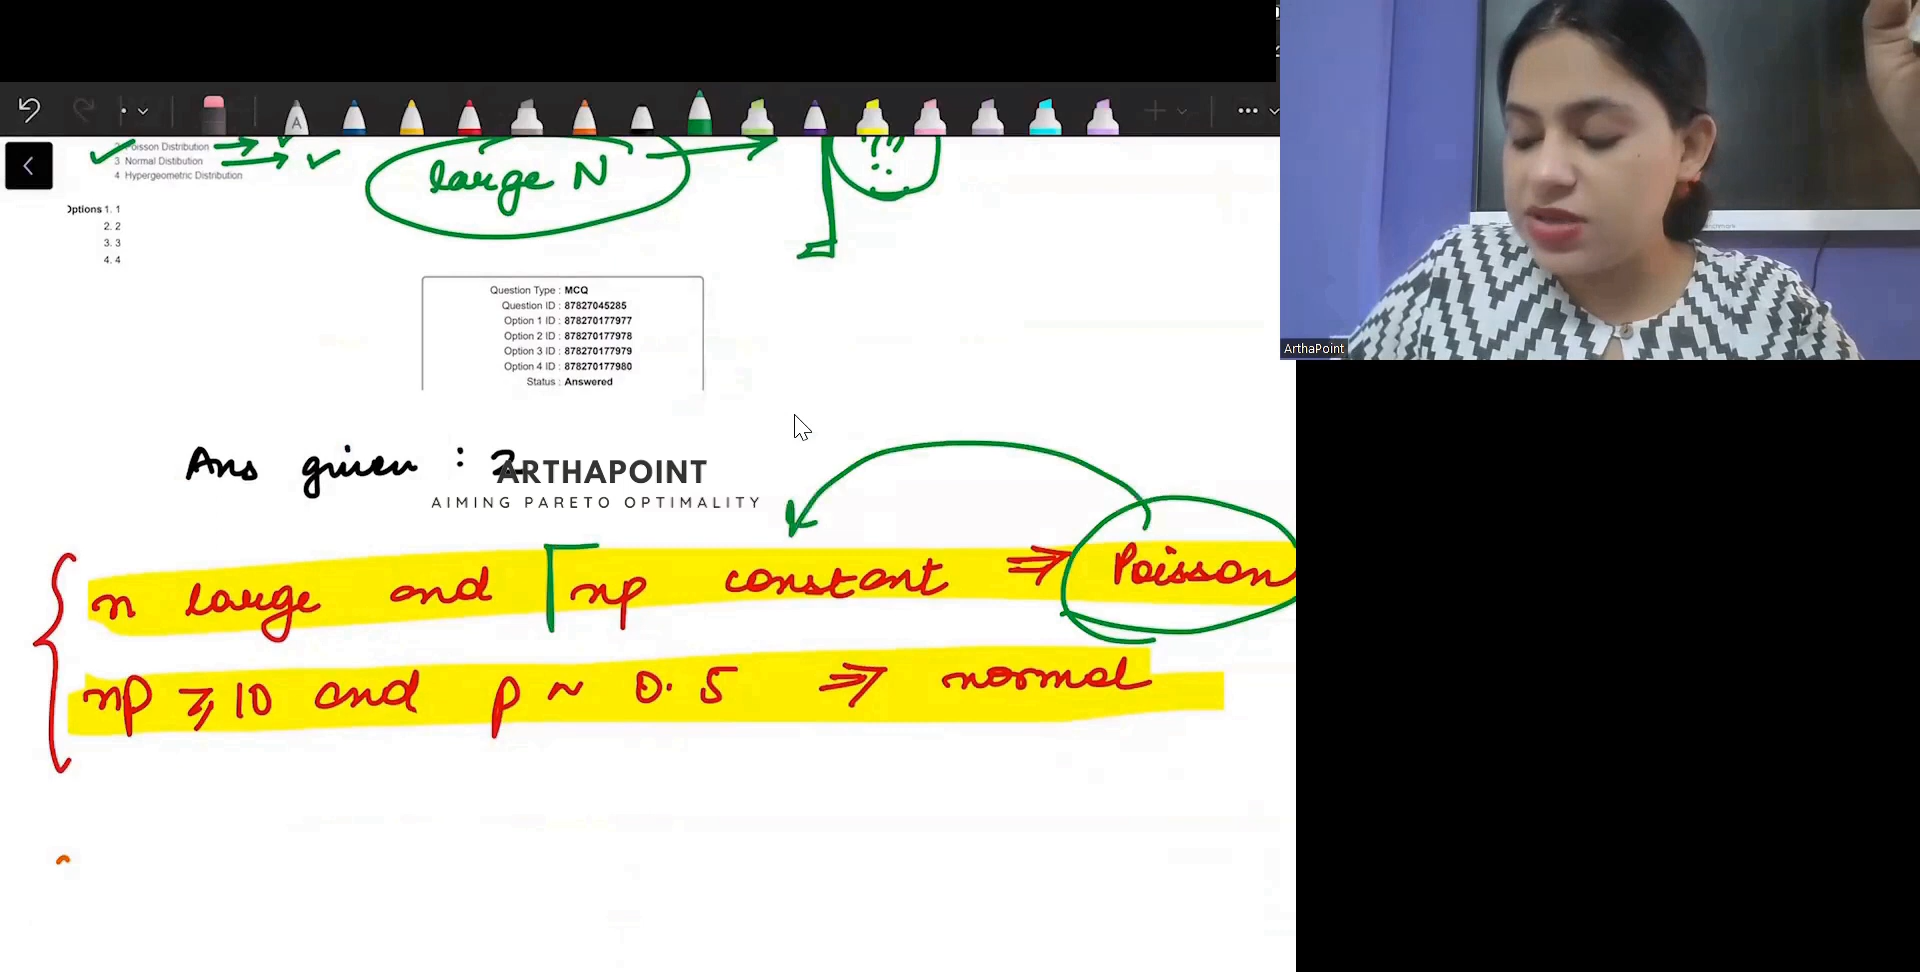 A
Poisson Distribution
3 Normal Distibution
4 Hypergeometric Distribution
large N
??
Options 1. 1
2. 2
3. 3
4. 4
Question Type : MCQ
Question ID : 87827045285
Option 1 ID : 878270177977
Option 2 ID : 878270177978
Option 3 ID : 878270177979
Option 4 ID : 878270177980
Status : Answered
Ans given : 2
ARTHAPOINT
AIMING PARETO OPTIMALITY
n large and np constant ⇒ Poisson
np ≥ 10 and p ~ 0.5 ⇒ normal
ArthaPoint